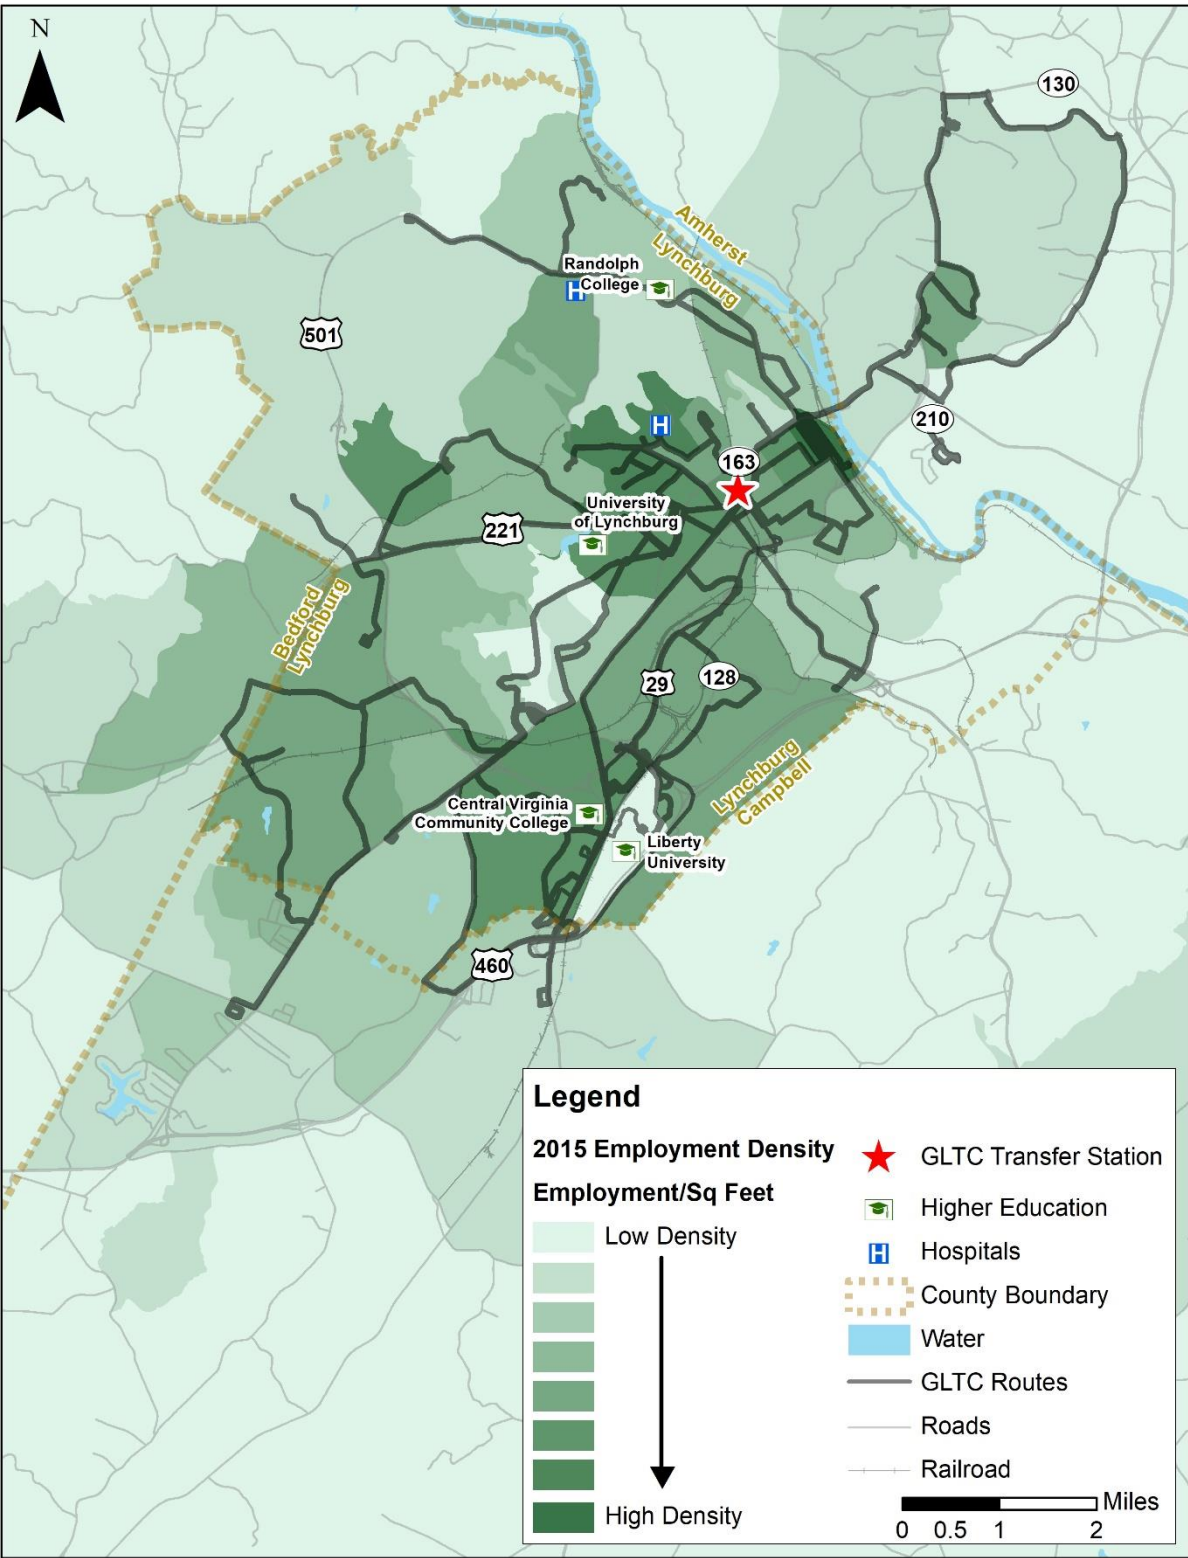 N
130
Amherst
Lynchburg
Randolph
College
H
501
210
H
163
University
of Lynchburg
221
Bedford
Lynchburg
29
128
Lynchburg
Campbell
Central Virginia
Community College
Liberty
University
460
Legend
2015 Employment Density
Employment/Sq Feet
Low Density
High Density
GLTC Transfer Station
Higher Education
H
Hospitals
County Boundary
Water
GLTC Routes
Roads
Railroad
Miles
0 0.5 1 2